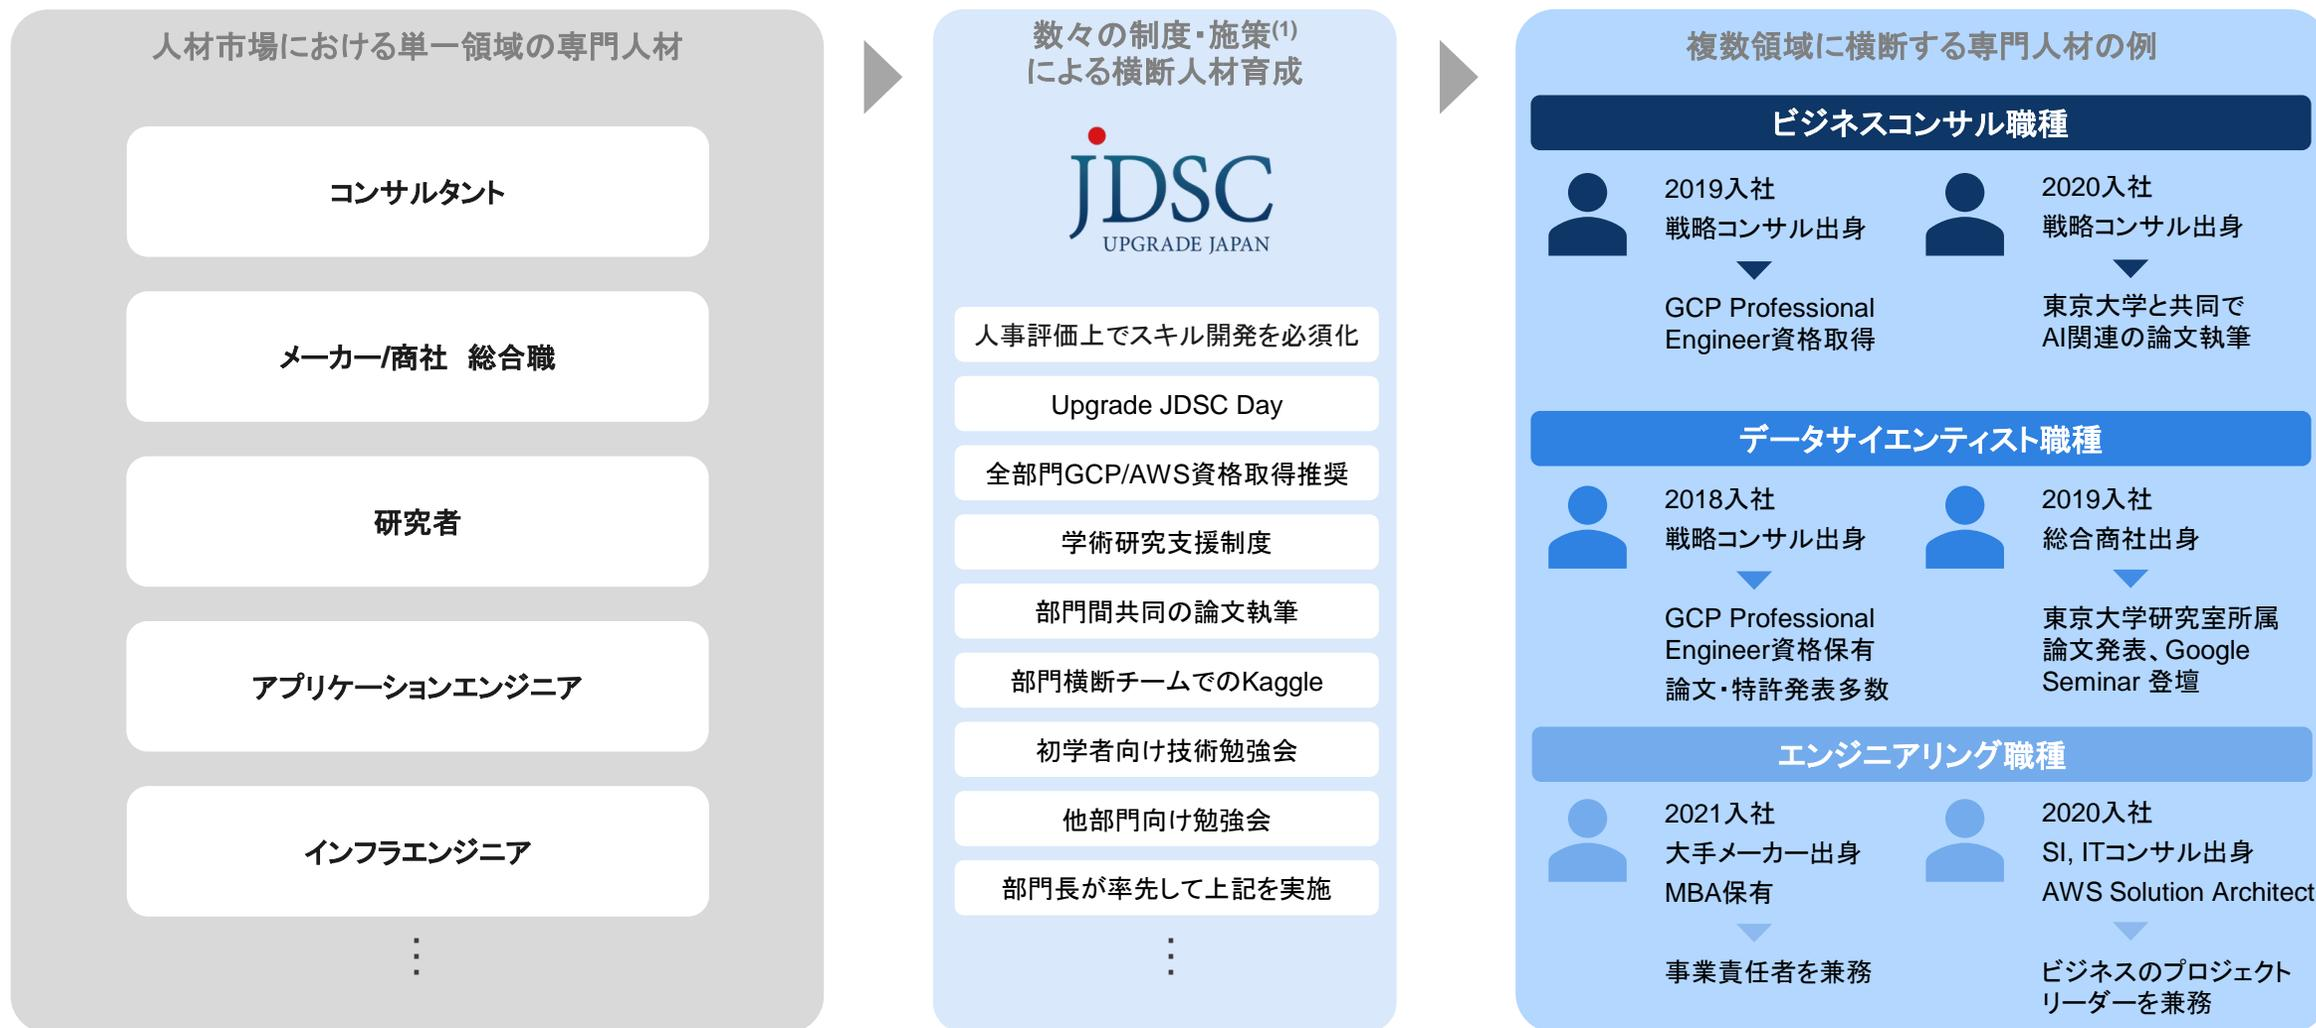 人材市場における単一領域の専門人材
コンサルタント
メーカー/商社　総合職
研究者
アプリケーションエンジニア
インフラエンジニア
⋮
数々の制度・施策(1)
による横断人材育成
JDSC
UPGRADE JAPAN
人事評価上でスキル開発を必須化
Upgrade JDSC Day
全部門GCP/AWS資格取得推奨
学術研究支援制度
部門間共同の論文執筆
部門横断チームでのKaggle
初学者向け技術勉強会
他部門向け勉強会
部門長が率先して上記を実施
⋮
複数領域に横断する専門人材の例
ビジネスコンサル職種
2019入社
戦略コンサル出身
GCP Professional
Engineer資格取得
2020入社
戦略コンサル出身
東京大学と共同で
AI関連の論文執筆
データサイエンティスト職種
2018入社
戦略コンサル出身
GCP Professional
Engineer資格保有
論文・特許発表多数
2019入社
総合商社出身
東京大学研究室所属
論文発表、Google
Seminar 登壇
エンジニアリング職種
2021入社
大手メーカー出身
MBA保有
事業責任者を兼務
2020入社
SI, ITコンサル出身
AWS Solution Architect
ビジネスのプロジェクト
リーダーを兼務